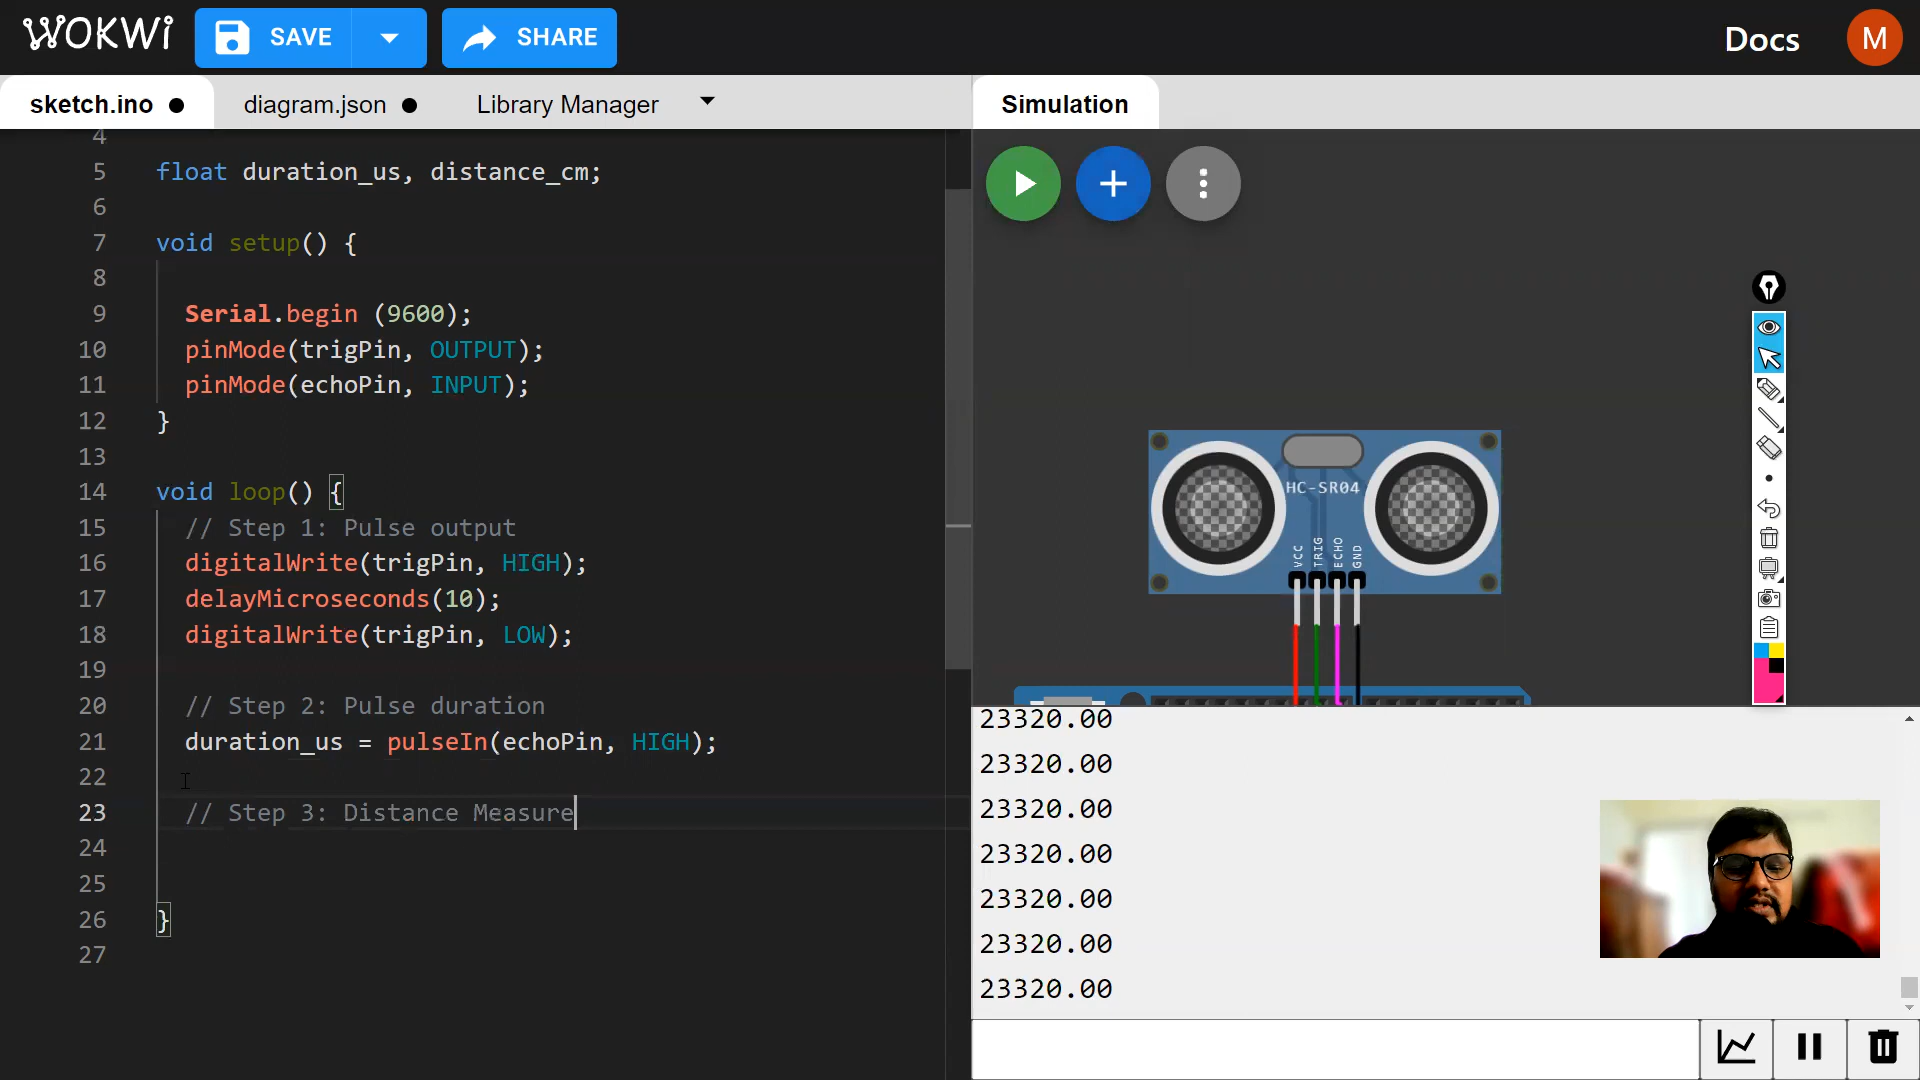 WOKWi
SAVE
SHARE
Docs
M
sketch.ino
diagram.json
Library Manager
Simulation
4
5 float duration_us, distance_cm;
6
7 void setup() {
8
9 Serial.begin (9600);
10 pinMode(trigPin, OUTPUT);
11 pinMode(echoPin, INPUT);
12 }
13
14 void loop() {
15 // Step 1: Pulse output
16 digitalWrite(trigPin, HIGH);
17 delayMicroseconds(10);
18 digitalWrite(trigPin, LOW);
19
20 // Step 2: Pulse duration
21 duration_us = pulseIn(echoPin, HIGH);
22
23 // Step 3: Distance Measure
24
25
26 }
27
HC-SR04
VCC
TRIG
ECHO
GND
23320.00
23320.00
23320.00
23320.00
23320.00
23320.00
23320.00